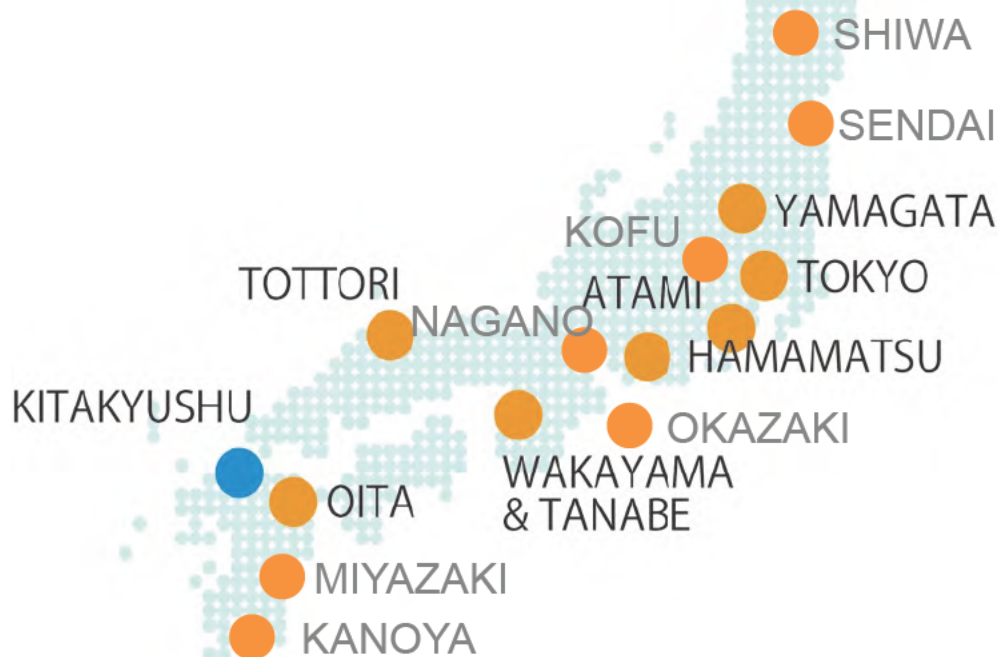 SHIWA
SENDAI
YAMAGATA
KOFU
TOKYO
TOTTORI
ATAMI
NAGANO
HAMAMATSU
KITAKYUSHU
OKAZAKI
WAKAYAMA
& TANABE
OITA
MIYAZAKI
KANOYA